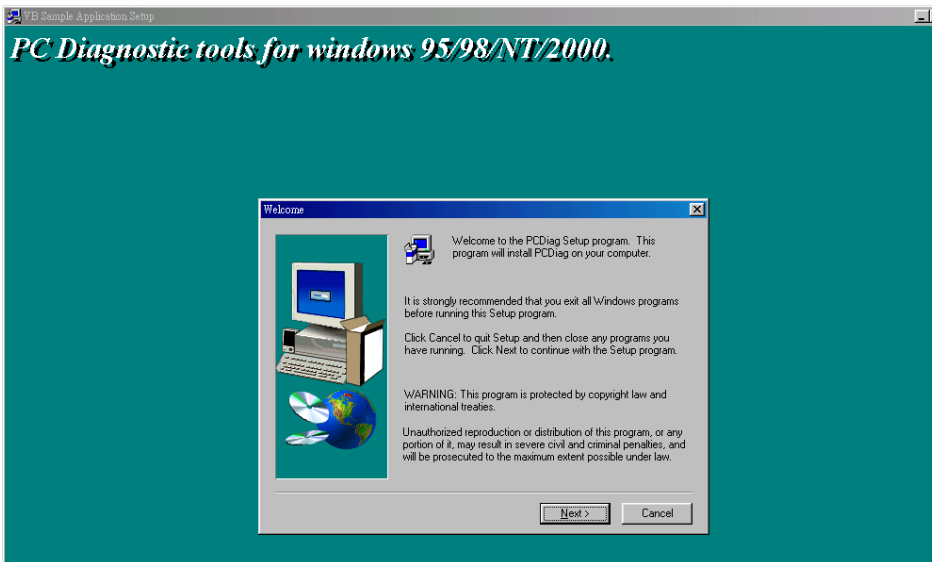 VB Sample Application Setup
PC Diagnostic tools for windows 95/98/NT/2000.
Welcome
Welcome to the PCDiag Setup program. This
program will install PCDiag on your computer.
It is strongly recommended that you exit all Windows programs
before running this Setup program.
Click Cancel to quit Setup and then close any programs you
have running. Click Next to continue with the Setup program.
WARNING: This program is protected by copyright law and
international treaties.
Unauthorized reproduction or distribution of this program, or any
portion of it, may result in severe civil and criminal penalties, and
will be prosecuted to the maximum extent possible under law.
Next > Cancel